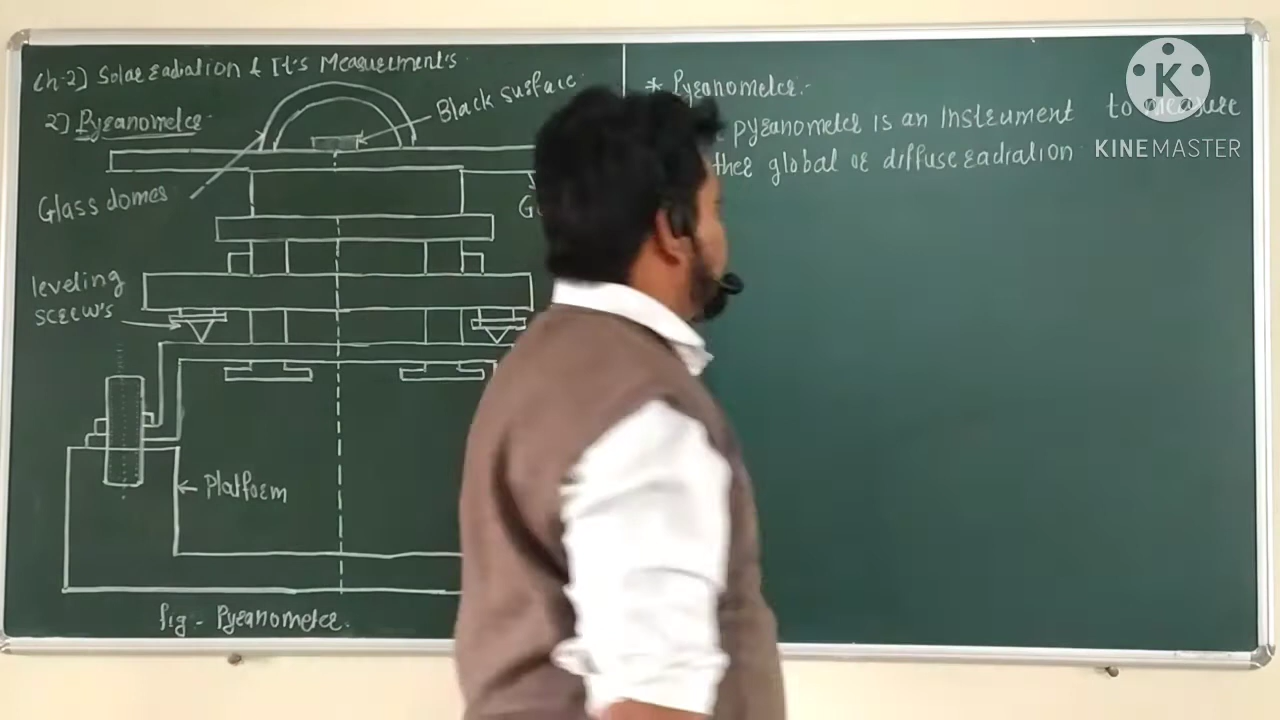 Ch-2] Solar radiation & It's Measurement's
2] Pyranometer
Black surface
Glass domes
leveling
screw's
Platform
fig - Pyranometer.
* Pyranometer:-
pyranometer is an Instrument to measure
global or diffuse radiation
K
KINEMASTER